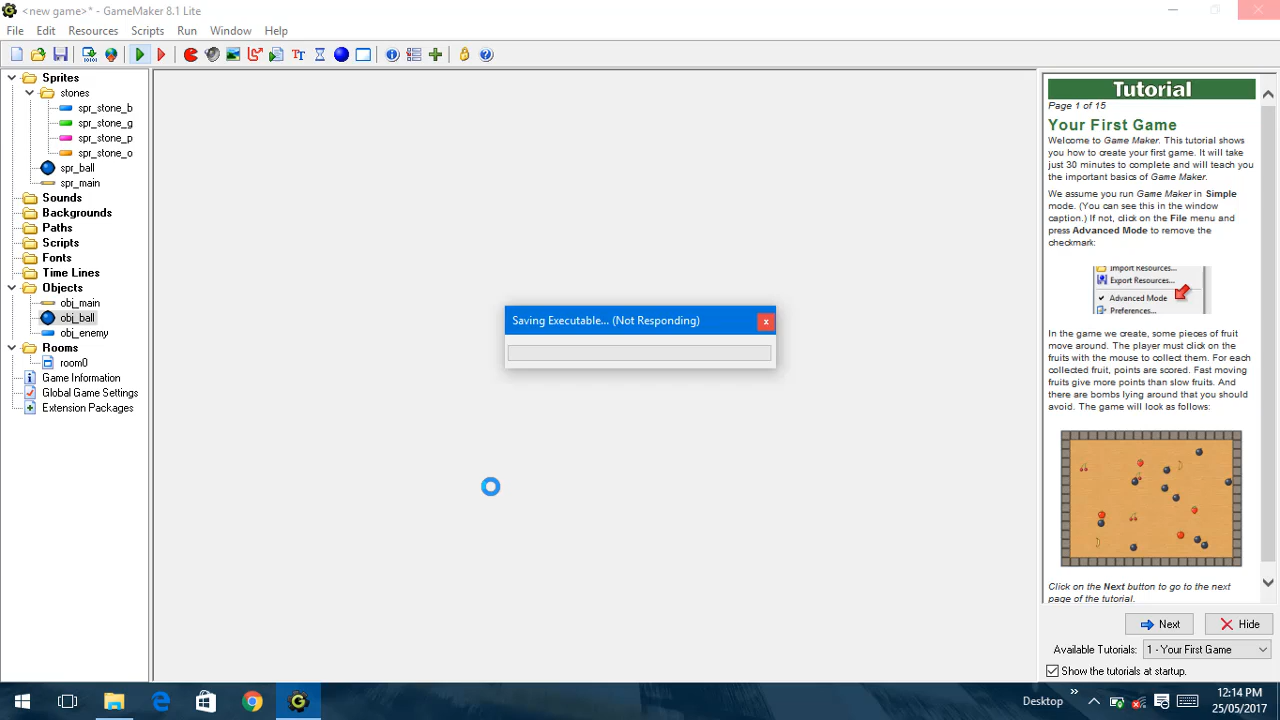 <new game>* - GameMaker 8.1 Lite
File Edit Resources Scripts Run Window Help
Sprites
stones
spr_stone_b
spr_stone_g
spr_stone_p
spr_stone_o
spr_ball
spr_main
Sounds
Backgrounds
Paths
Scripts
Fonts
Time Lines
Objects
obj_main
obj_ball
obj_enemy
Rooms
room0
Game Information
Global Game Settings
Extension Packages
Saving Executable... (Not Responding)
Tutorial
Page 1 of 15
Your First Game
Welcome to Game Maker. This tutorial shows
you how to create your first game. It will take
just 30 minutes to complete and will teach you
the important basics of Game Maker.
We assume you run Game Maker in Simple
mode. (You can see this in the window
caption.) If not, click on the File menu and
press Advanced Mode to remove the
checkmark:
Import Resources...
Export Resources...
Advanced Mode
Preferences...
In the game we create, some pieces of fruit
move around. The player must click on the
fruits with the mouse to collect them. For each
collected fruit, points are scored. Fast moving
fruits give more points than slow fruits. And
there are bombs lying around that you should
avoid. The game will look as follows:
Click on the Next button to go to the next
page of the tutorial.
Next Hide
Available Tutorials: 1 - Your First Game
Show the tutorials at startup.
Desktop
12:14 PM
25/05/2017